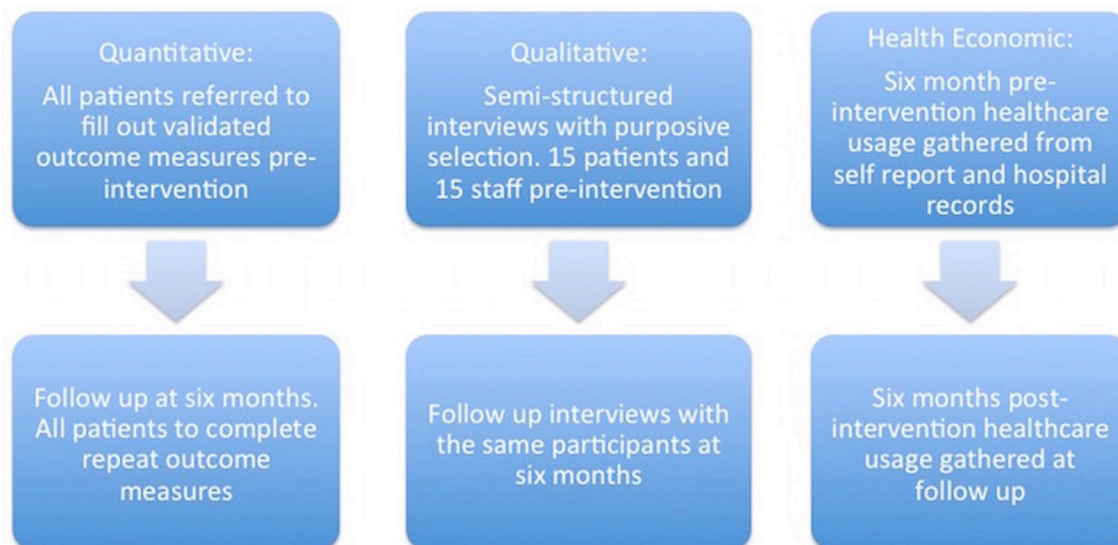 Quantitative:
All patients referred to
fill out validated
outcome measures pre-
intervention
Qualitative:
Semi-structured
interviews with purposive
selection. 15 patients and
15 staff pre-intervention
Health Economic:
Six month pre-
intervention healthcare
usage gathered from
self report and hospital
records
Follow up at six months.
All patients to complete
repeat outcome
measures
Follow up interviews with
the same participants at
six months
Six months post-
intervention healthcare
usage gathered at
follow up